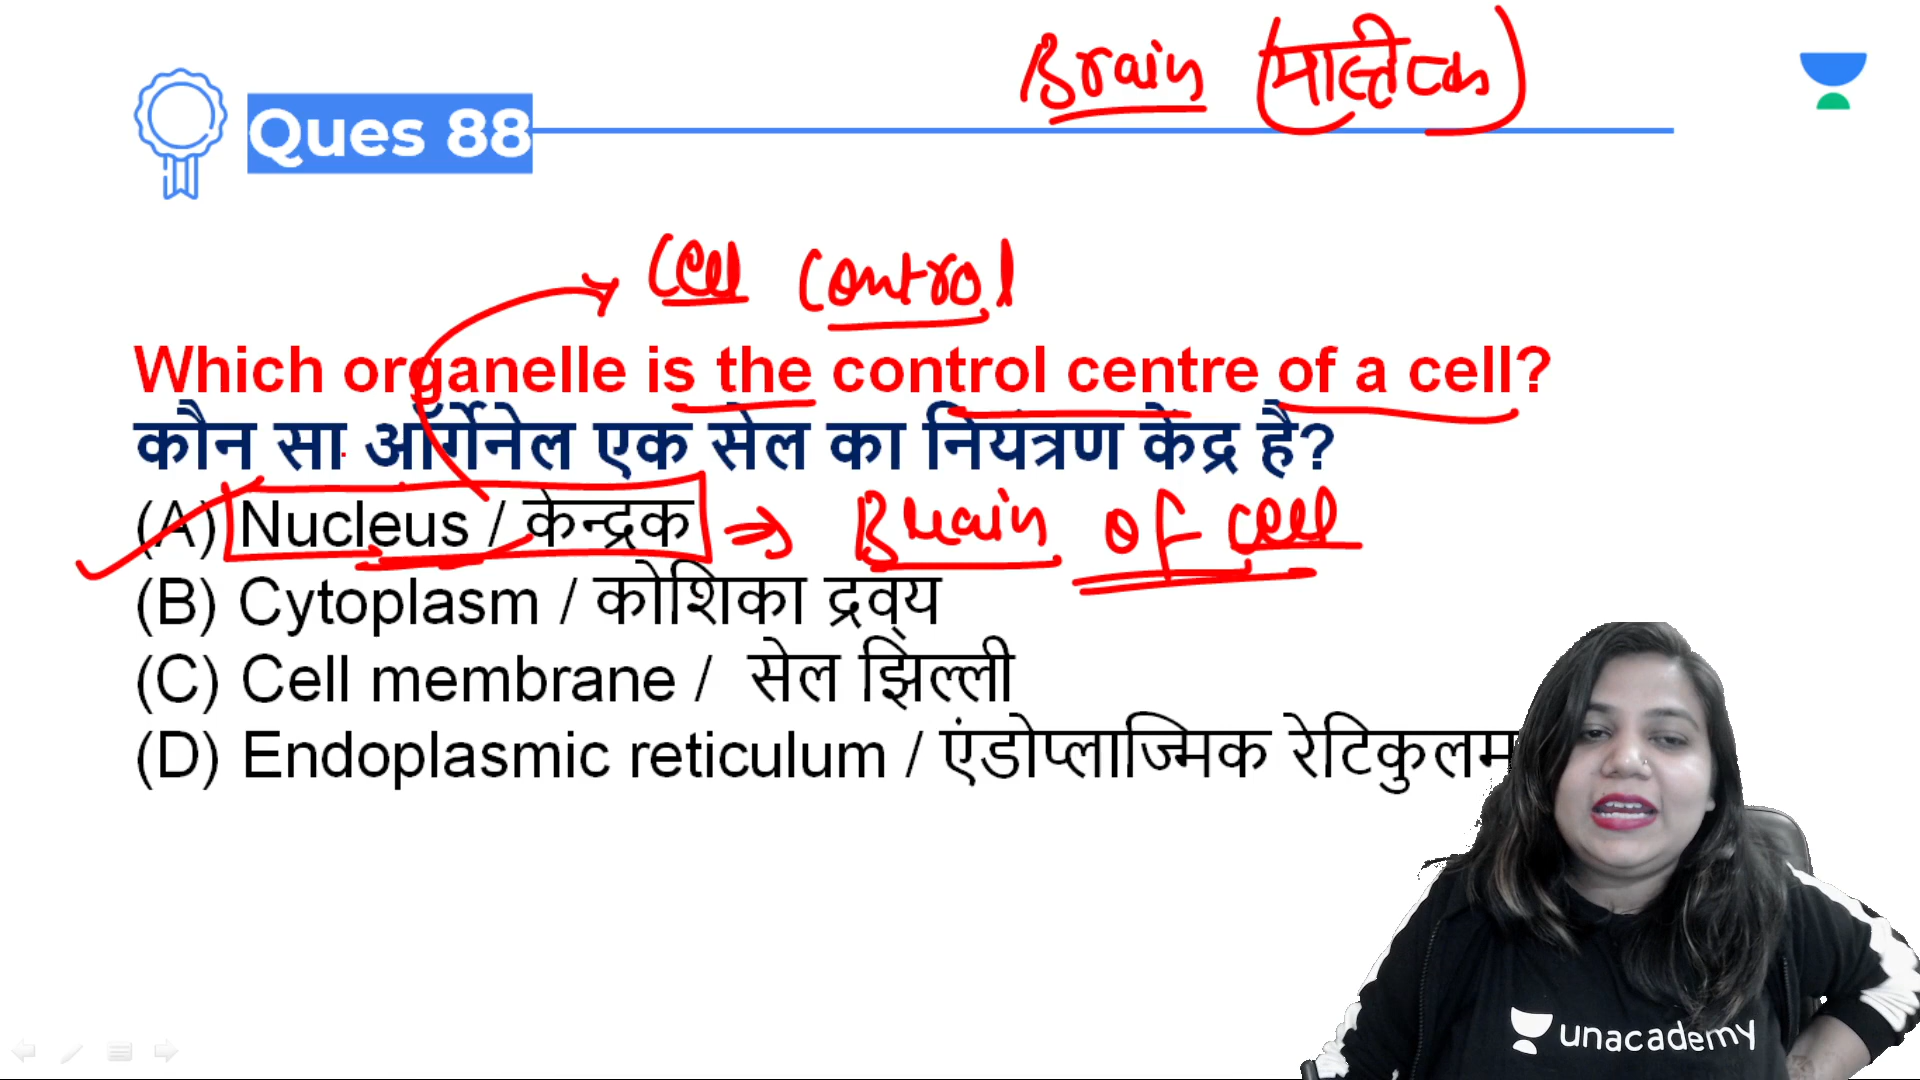 Brain (मास्तिष्क)
Ques 88
Cell Control
Which organelle is the control centre of a cell?
कौन सा ऑर्गेनेल एक सेल का नियंत्रण केंद्र है?
(A) Nucleus / केन्द्रक ⇒ Brain of cell
(B) Cytoplasm / कोशिका द्रव्य
(C) Cell membrane / सेल झिल्ली
(D) Endoplasmic reticulum / एंडोप्लाज्मिक रेटिकुलम
unacademy